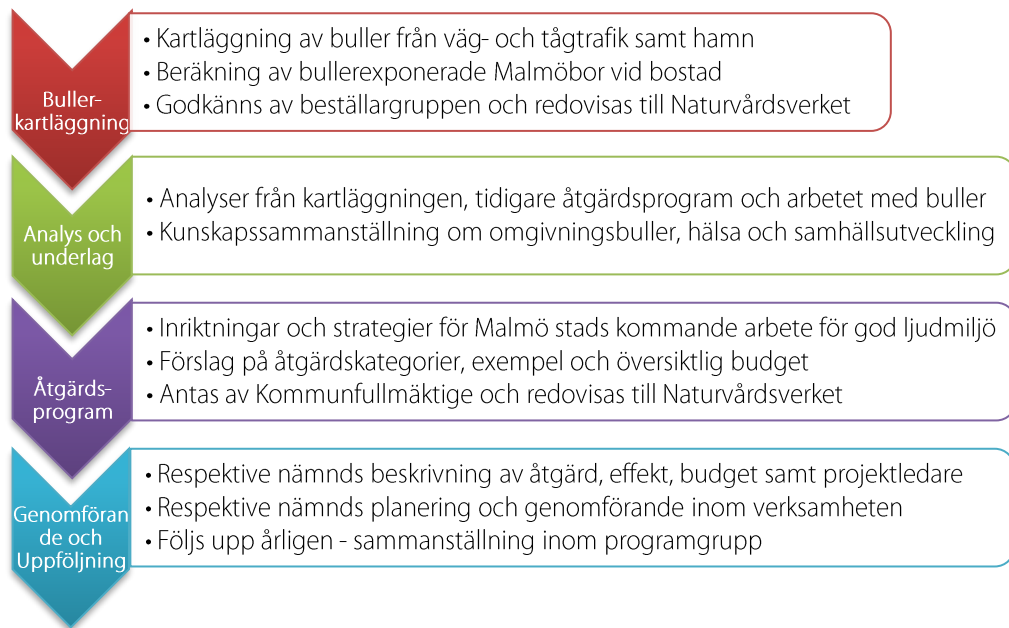 Buller-
kartläggning
• Kartläggning av buller från väg- och tågtrafik samt hamn
• Beräkning av bullerexponerade Malmöbor vid bostad
• Godkänns av beställargruppen och redovisas till Naturvårdsverket
Analys och
underlag
• Analyser från kartläggningen, tidigare åtgärdsprogram och arbetet med buller
• Kunskapssammanställning om omgivningsbuller, hälsa och samhällsutveckling
Åtgärds-
program
• Inriktningar och strategier för Malmö stads kommande arbete för god ljudmiljö
• Förslag på åtgärdskategorier, exempel och översiktlig budget
• Antas av Kommunfullmäktige och redovisas till Naturvårdsverket
Genomföran
de och
Uppföljning
• Respektive nämnds beskrivning av åtgärd, effekt, budget samt projektledare
• Respektive nämnds planering och genomförande inom verksamheten
• Följs upp årligen - sammanställning inom programgrupp